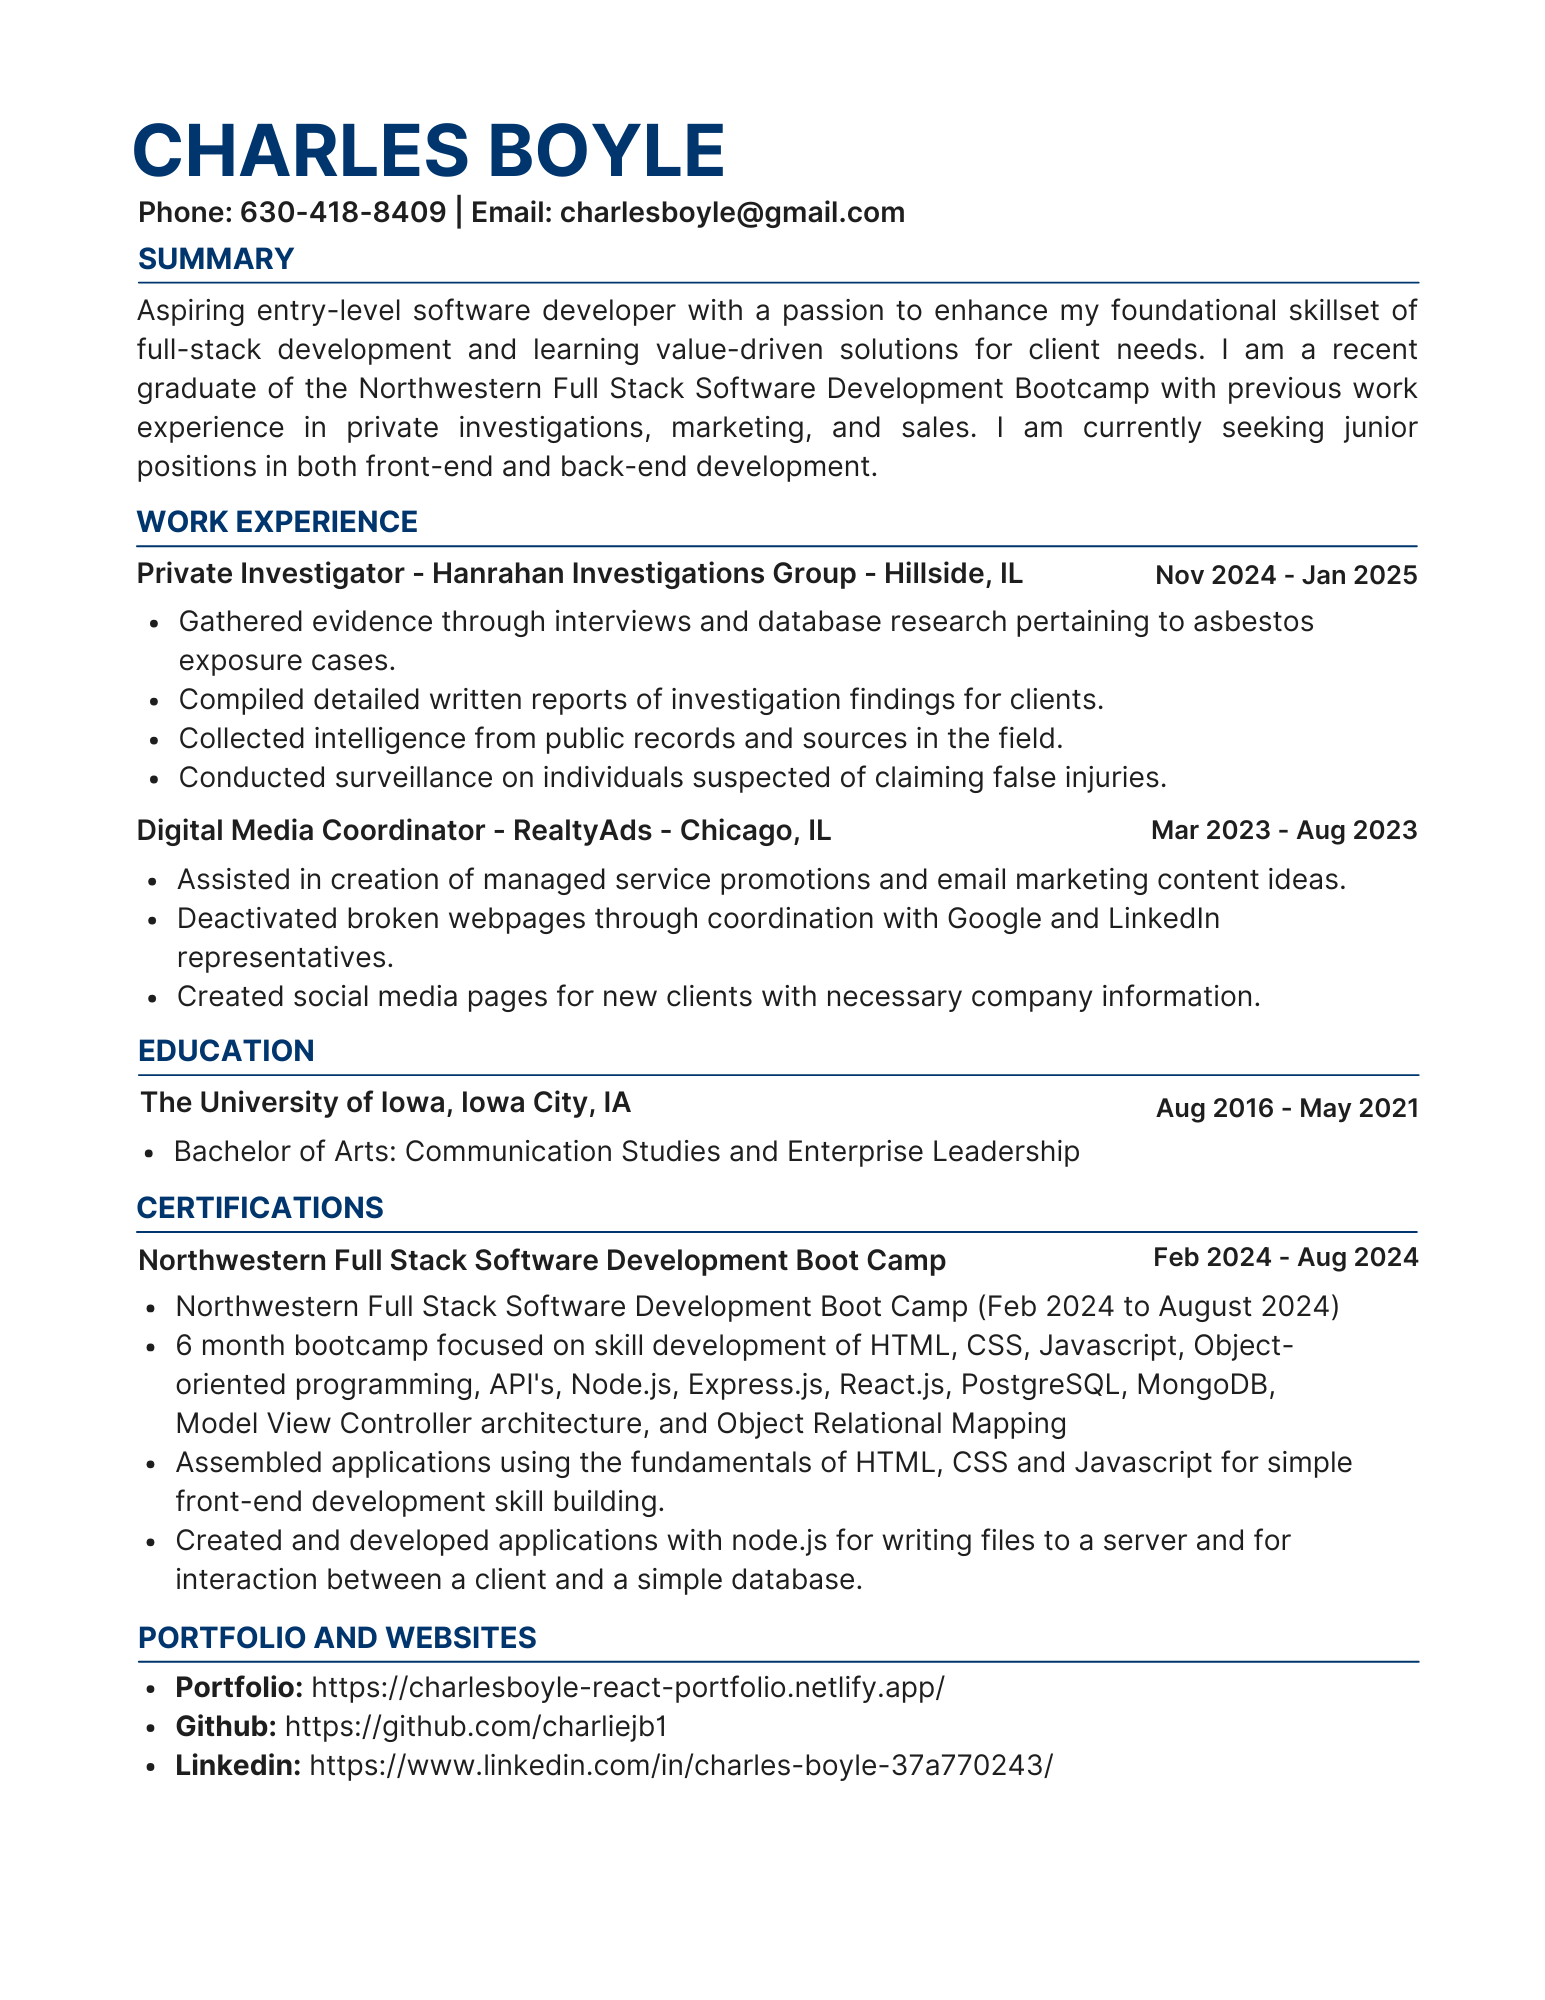 CHARLES BOYLE
Phone: 630-418-8409 | Email: charlesboyle@gmail.com
SUMMARY
Aspiring entry-level software developer with a passion to enhance my foundational skillset of
full-stack development and learning value-driven solutions for client needs. I am a recent
graduate of the Northwestern Full Stack Software Development Bootcamp with previous work
experience in private investigations, marketing, and sales. I am currently seeking junior
positions in both front-end and back-end development.
WORK EXPERIENCE
Private Investigator - Hanrahan Investigations Group - Hillside, IL Nov 2024 - Jan 2025
• Gathered evidence through interviews and database research pertaining to asbestos
exposure cases.
• Compiled detailed written reports of investigation findings for clients.
• Collected intelligence from public records and sources in the field.
• Conducted surveillance on individuals suspected of claiming false injuries.
Digital Media Coordinator - RealtyAds - Chicago, IL Mar 2023 - Aug 2023
• Assisted in creation of managed service promotions and email marketing content ideas.
• Deactivated broken webpages through coordination with Google and LinkedIn
representatives.
• Created social media pages for new clients with necessary company information.
EDUCATION
The University of Iowa, Iowa City, IA Aug 2016 - May 2021
• Bachelor of Arts: Communication Studies and Enterprise Leadership
CERTIFICATIONS
Northwestern Full Stack Software Development Boot Camp Feb 2024 - Aug 2024
• Northwestern Full Stack Software Development Boot Camp (Feb 2024 to August 2024)
• 6 month bootcamp focused on skill development of HTML, CSS, Javascript, Object-
oriented programming, API's, Node.js, Express.js, React.js, PostgreSQL, MongoDB,
Model View Controller architecture, and Object Relational Mapping
• Assembled applications using the fundamentals of HTML, CSS and Javascript for simple
front-end development skill building.
• Created and developed applications with node.js for writing files to a server and for
interaction between a client and a simple database.
PORTFOLIO AND WEBSITES
• Portfolio: https://charlesboyle-react-portfolio.netlify.app/
• Github: https://github.com/charliejb1
• Linkedin: https://www.linkedin.com/in/charles-boyle-37a770243/